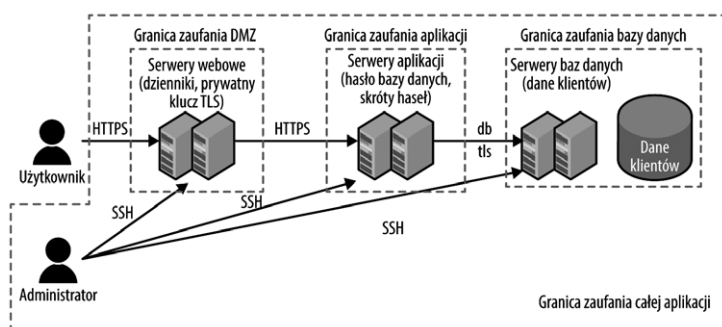 Granica zaufania DMZ
Granica zaufania aplikacji
Granica zaufania bazy danych
Serwery webowe
(dzienniki, prywatny
klucz TLS)
Serwery aplikacji
(hasło bazy danych,
skróty haseł)
Serwery baz danych
(dane klientów)
HTTPS
HTTPS
db
tls
Dane
klientów
Użytkownik
SSH
SSH
SSH
Administrator
Granica zaufania całej aplikacji